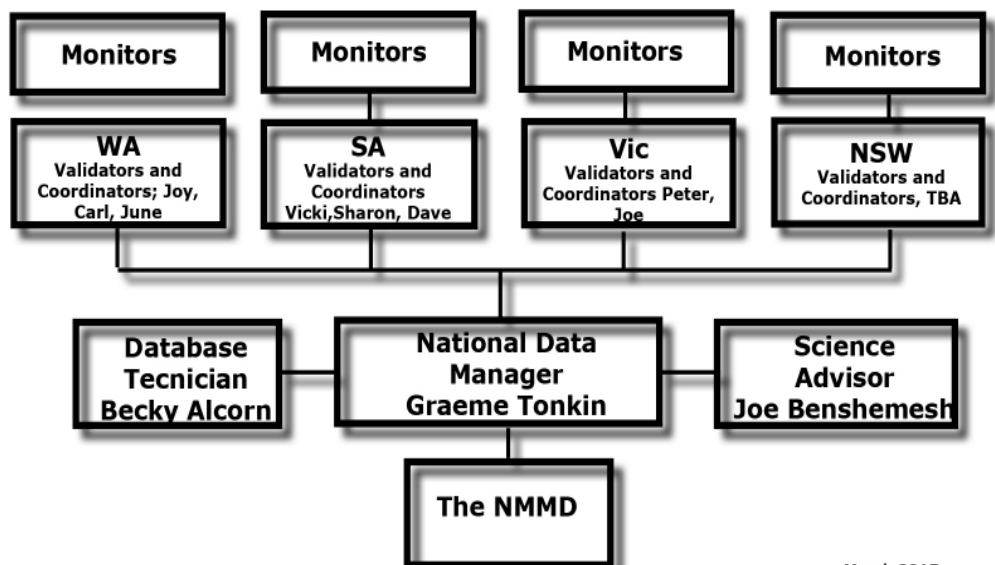 Monitors
Monitors
Monitors
Monitors
WA
Validators and
Coordinators; Joy,
Carl, June
SA
Validators and
Coordinators
Vicki,Sharon, Dave
Vic
Validators and
Coordinators Peter,
Joe
NSW
Validators and
Coordinators, TBA
Database
Tecnician
Becky Alcorn
National Data
Manager
Graeme Tonkin
Science
Advisor
Joe Benshemesh
The NMMD